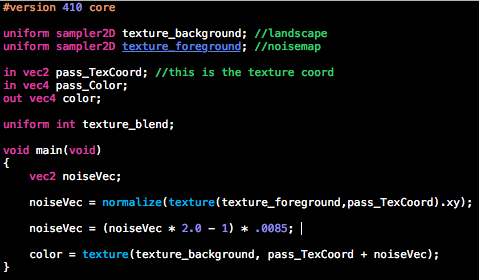 #version 410 core
uniform sampler2D texture_background; //landscape
uniform sampler2D texture_foreground; //noisemap
in vec2 pass_TexCoord; //this is the texture coord
in vec4 pass_Color;
out vec4 color;
uniform int texture_blend;
void main(void)
{
vec2 noiseVec;
noiseVec = normalize(texture(texture_foreground,pass_TexCoord).xy);
noiseVec = (noiseVec * 2.0 - 1) * .0085;
color = texture(texture_background, pass_TexCoord + noiseVec);
}